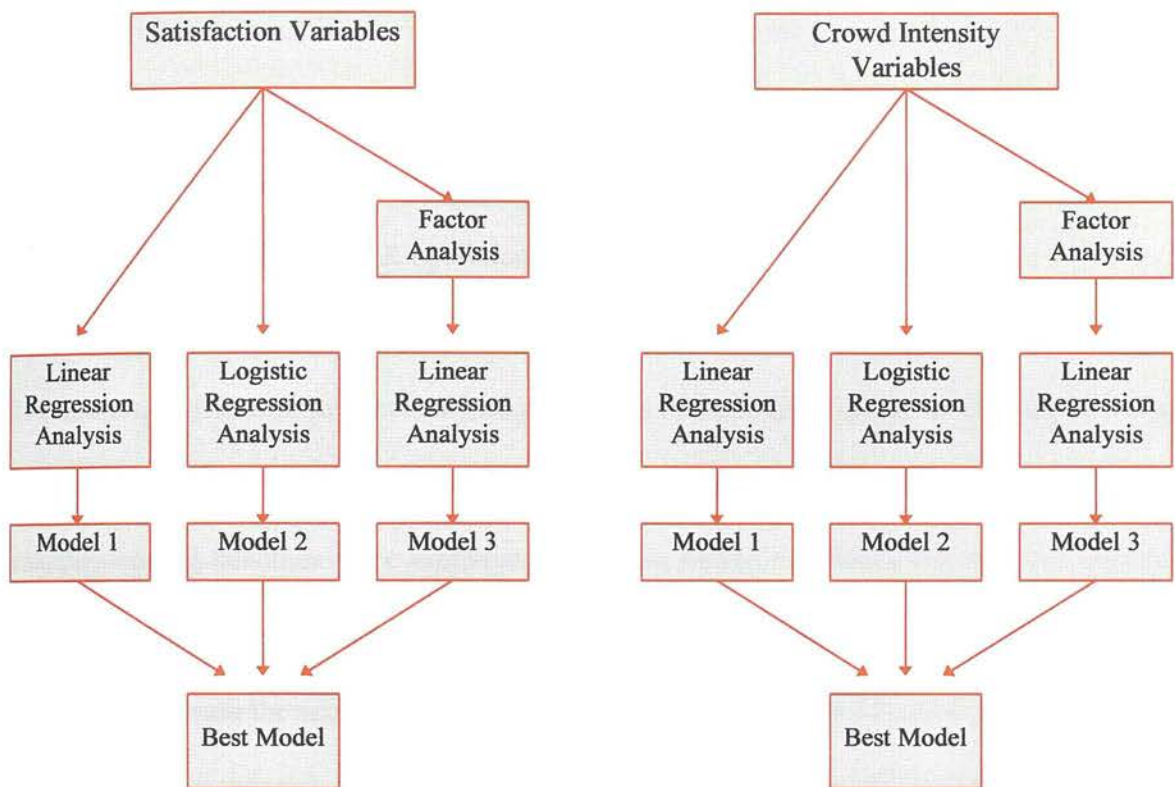 Satisfaction Variables
Factor
Analysis
Linear
Regression
Analysis
Logistic
Regression
Analysis
Linear
Regression
Analysis
Model 1
Model 2
Model 3
Best Model
Crowd Intensity
Variables
Factor
Analysis
Linear
Regression
Analysis
Logistic
Regression
Analysis
Linear
Regression
Analysis
Model 1
Model 2
Model 3
Best Model